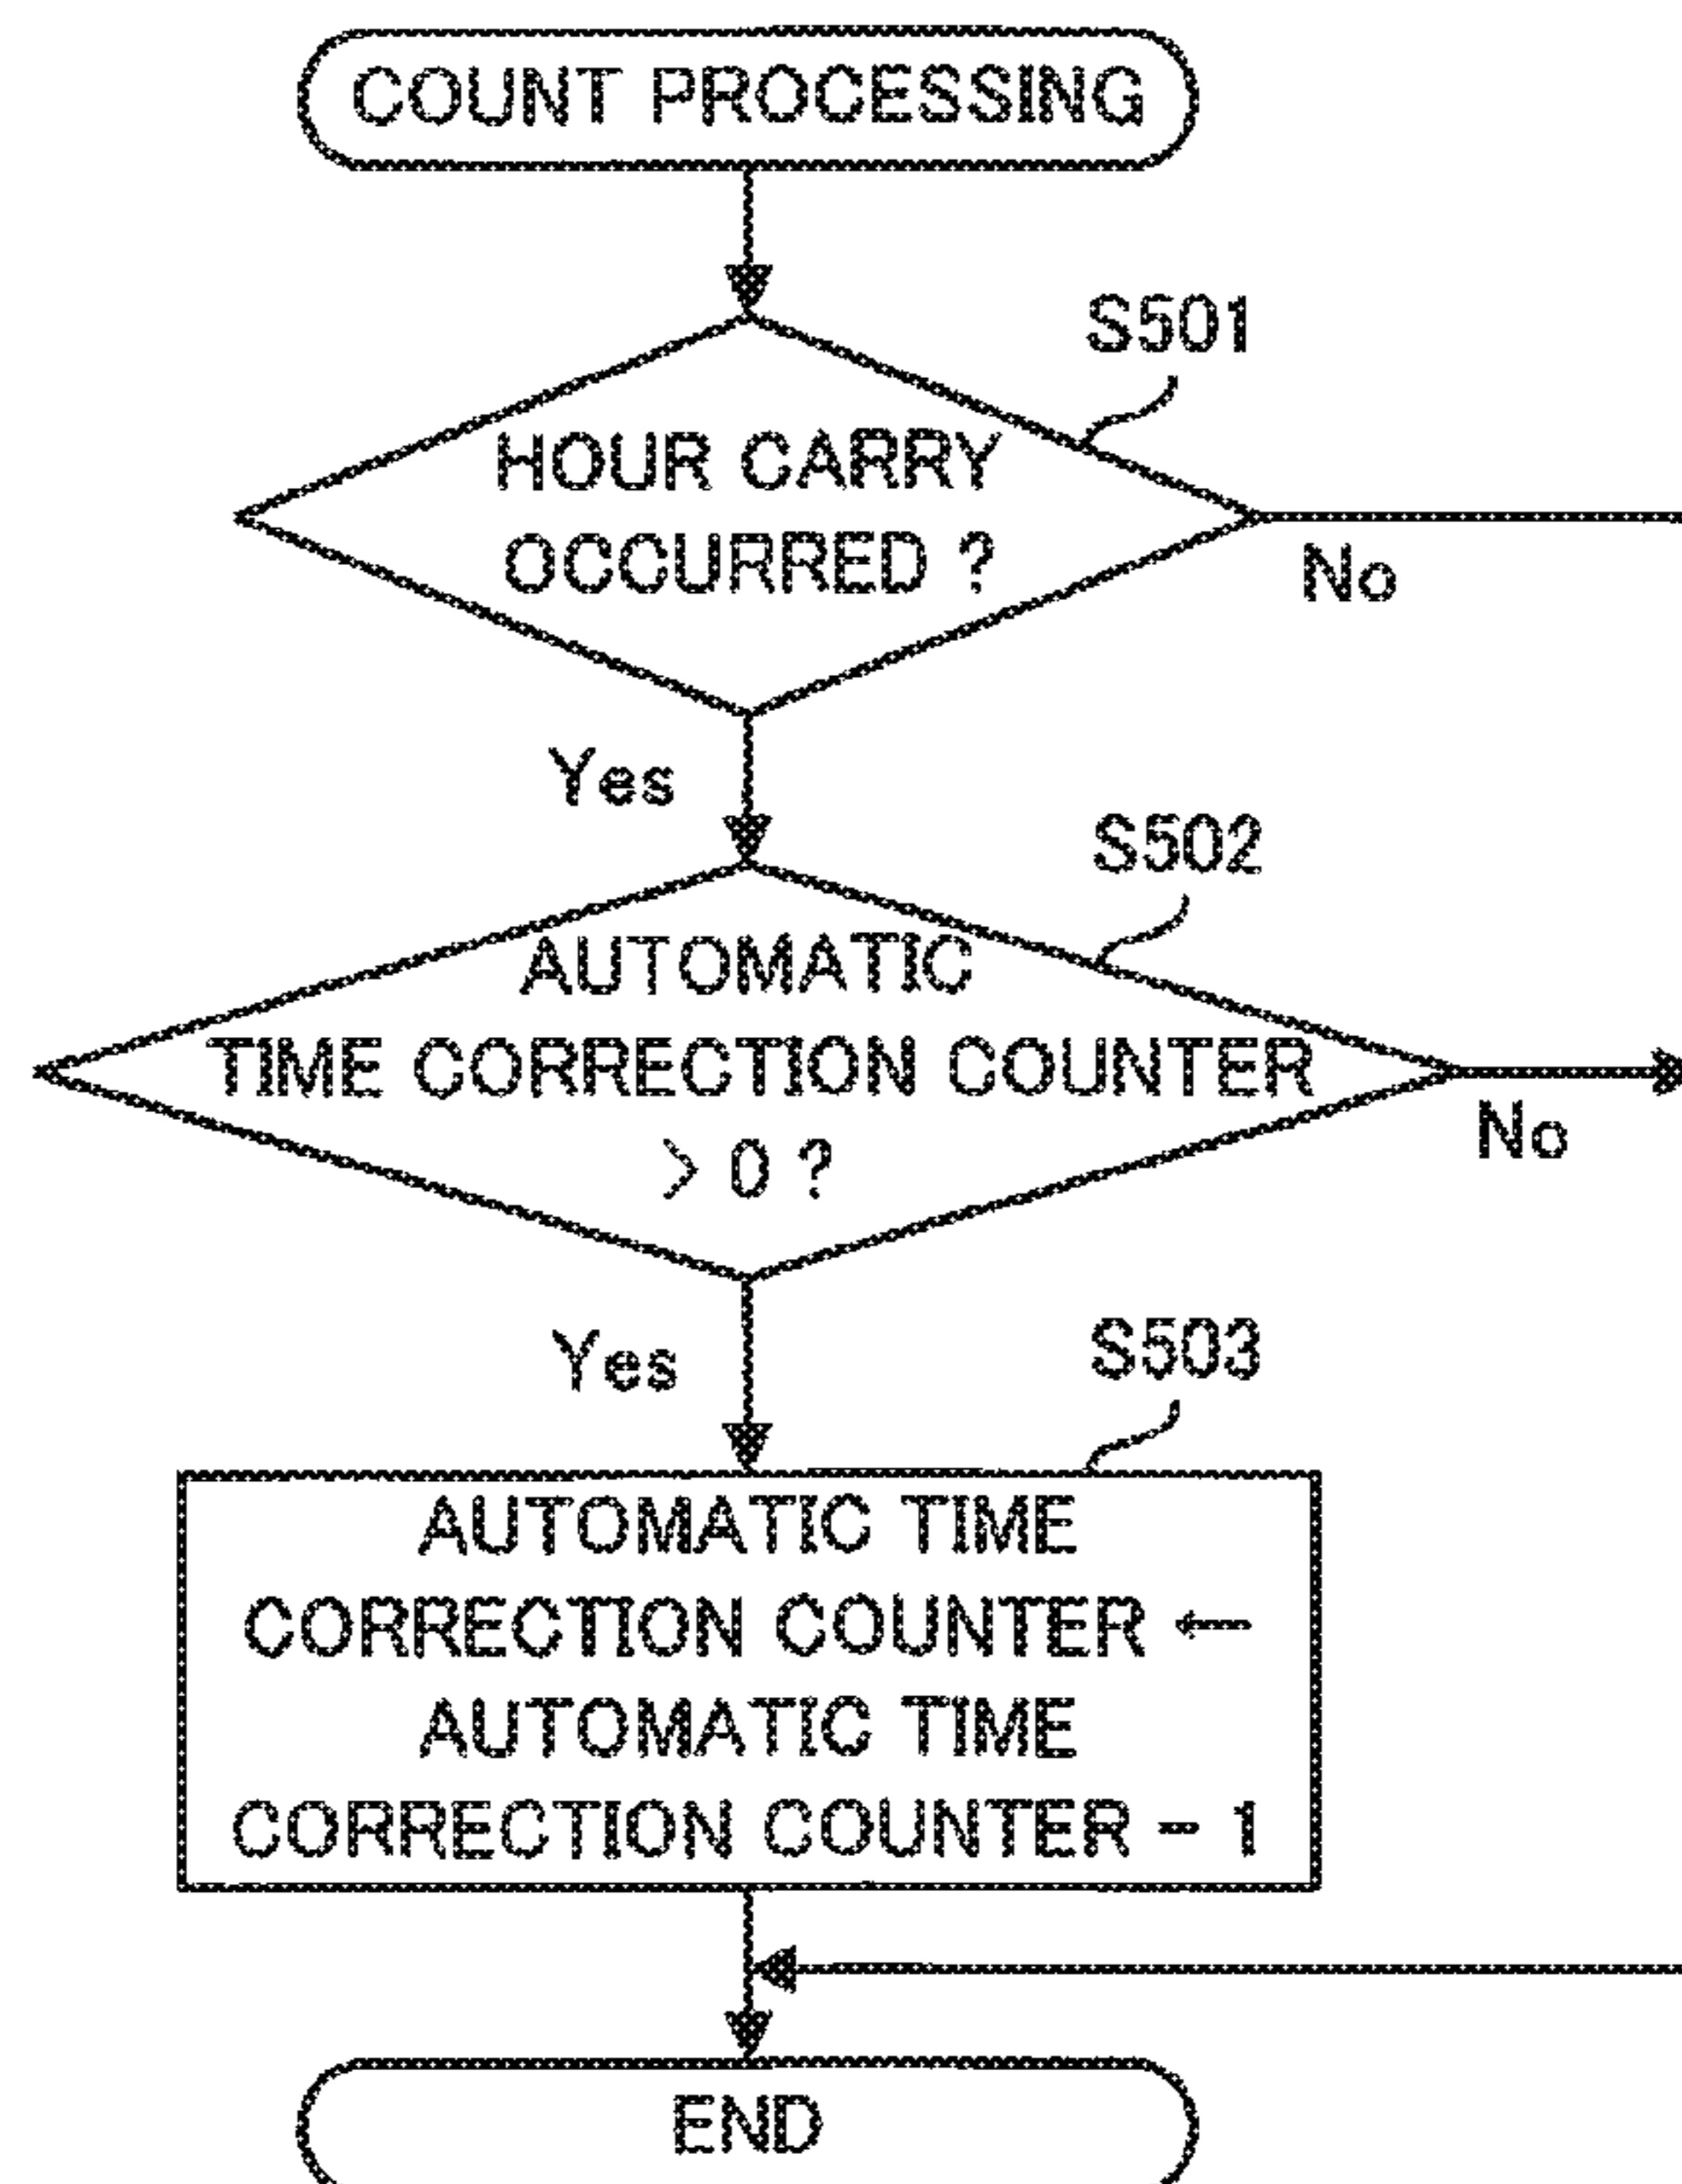 COUNT PROCESSING
S501
HOUR CARRY
OCCURRED ?
No
Yes
S502
AUTOMATIC
TIME CORRECTION COUNTER
> 0 ?
No
Yes
S503
AUTOMATIC TIME
CORRECTION COUNTER ←
AUTOMATIC TIME
CORRECTION COUNTER - 1
END